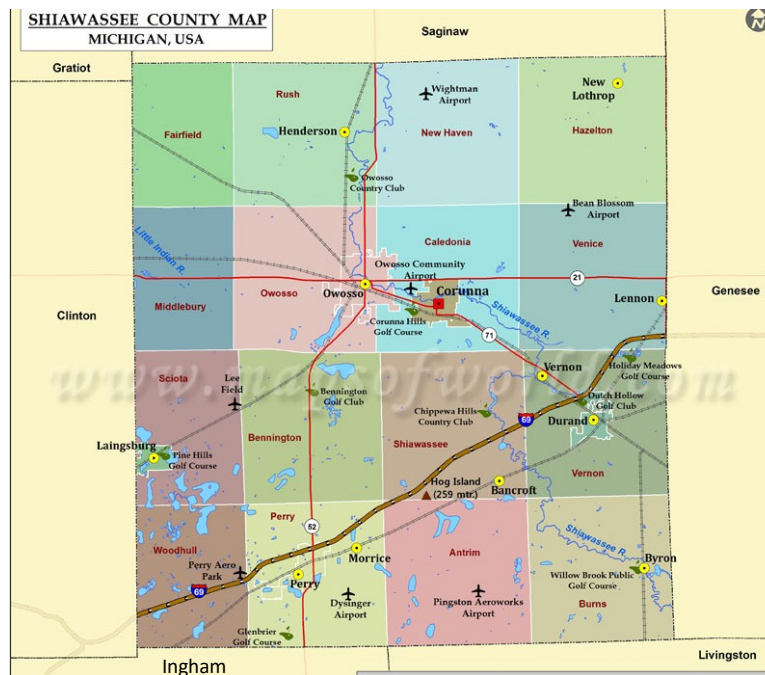 SHIAWASSEE COUNTY MAP
MICHIGAN, USA
N
Saginaw
Gratiot
Rush
Wightman
Airport
New
Lothrop
Fairfield
Henderson
New Haven
Hazelton
Owosso
Country Club
Bean Blossom
Airport
Little Indian R.
Caledonia
Venice
Owosso Community
Airport
21
Genesee
Middlebury
Owosso
Owosso
Corunna
Lennon
Clinton
Corunna Hills
Golf Course
Shiawassee R.
71
Vernon
Holiday Meadows
Golf Course
www.mapsofworld.com
Sciota
Lee
Field
Bennington
Golf Club
Dutch Hollow
Golf Club
Chippewa Hills
Country Club
69
Durand
Laingsburg
Pine Hills
Golf Course
Bennington
Shiawassee
Vernon
Hog Island
(259 mtr.)
Bancroft
Perry
52
Shiawassee R.
Woodhull
Morrice
Antrim
Byron
Perry Aero
Park
Perry
Willow Brook Public
Golf Course
69
Dysinger
Airport
Pingston Aeroworks
Airport
Burns
Glenbrier
Golf Course
Livingston
Ingham